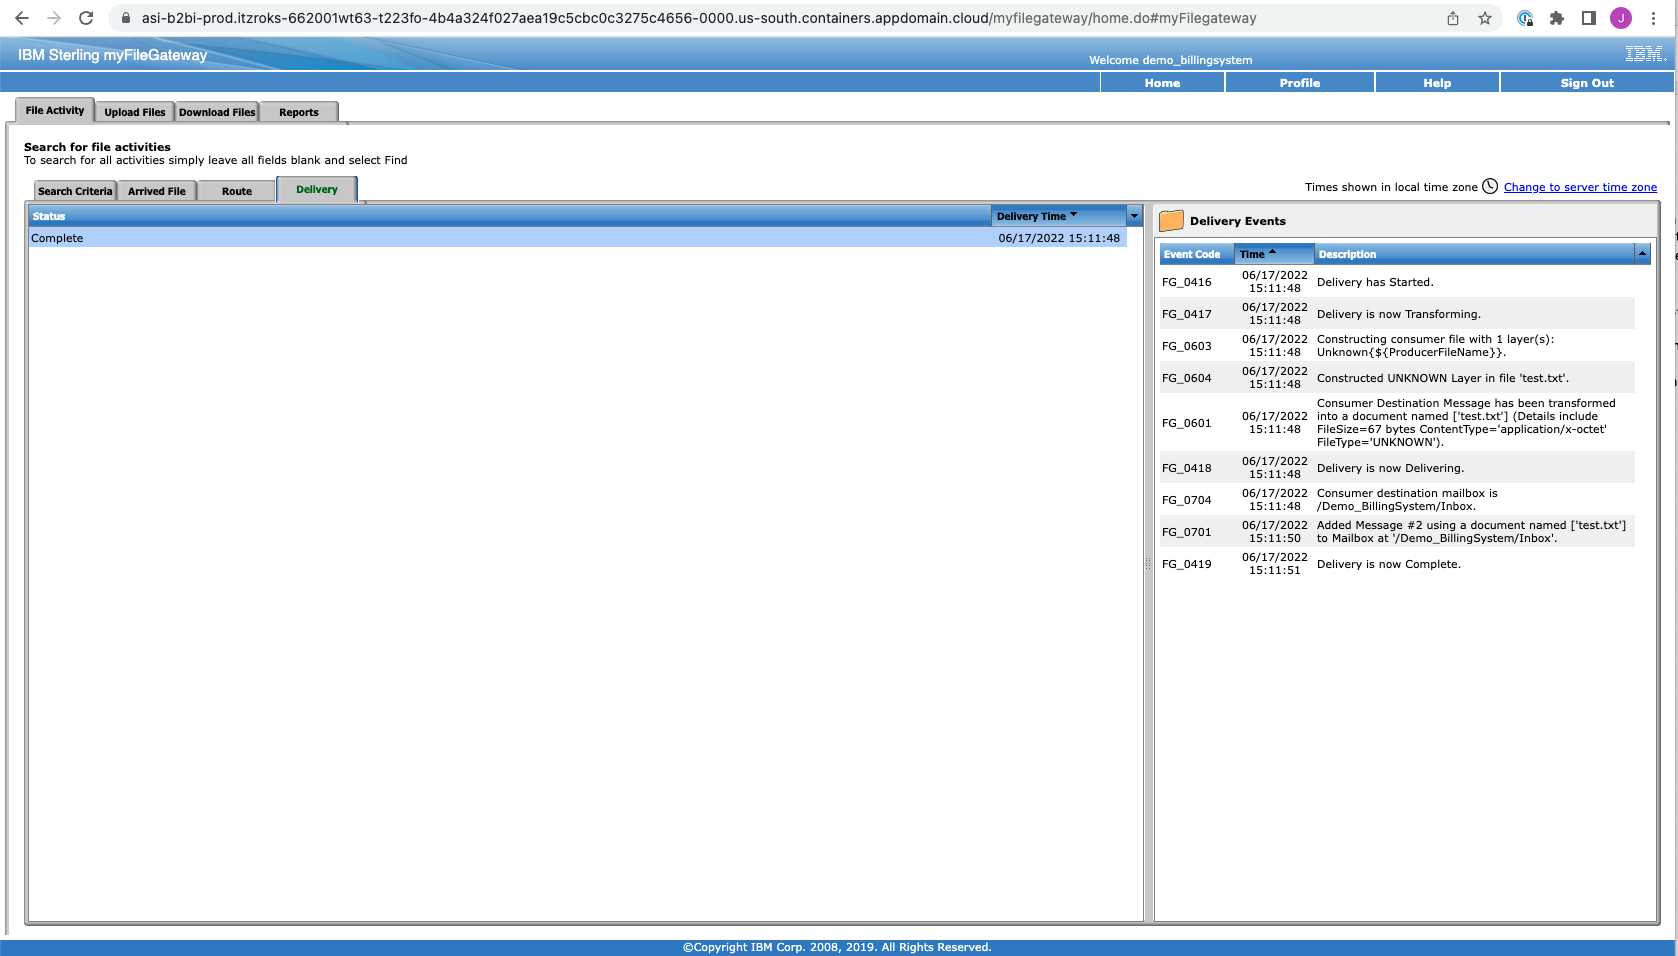 asi-b2bi-prod.itzroks-662001wt63-t223fo-4b4a324f027aea19c5cbc0c3275c4656-0000.us-south.containers.appdomain.cloud/myfilegateway/home.do#myFilegateway
J
IBM Sterling myFileGateway
Welcome demo_billingsystem
IBM
Home
Profile
Help
Sign Out
File Activity
Upload Files
Download Files
Reports
Search for file activities
To search for all activities simply leave all fields blank and select Find
Search Criteria
Arrived File
Route
Delivery
Times shown in local time zone
Change to server time zone
Status
Delivery Time
Complete
06/17/2022 15:11:48
Delivery Events
Event Code
Time
Description
FG_0416
06/17/2022
15:11:48
Delivery has Started.
FG_0417
06/17/2022
15:11:48
Delivery is now Transforming.
FG_0603
06/17/2022
15:11:48
Constructing consumer file with 1 layer(s):
Unknown{${ProducerFileName}}.
FG_0604
06/17/2022
15:11:48
Constructed UNKNOWN Layer in file 'test.txt'.
FG_0601
06/17/2022
15:11:48
Consumer Destination Message has been transformed
into a document named ['test.txt'] (Details include
FileSize=67 bytes ContentType='application/x-octet'
FileType='UNKNOWN').
FG_0418
06/17/2022
15:11:48
Delivery is now Delivering.
FG_0704
06/17/2022
15:11:48
Consumer destination mailbox is
/Demo_BillingSystem/Inbox.
FG_0701
06/17/2022
15:11:50
Added Message #2 using a document named ['test.txt']
to Mailbox at '/Demo_BillingSystem/Inbox'.
FG_0419
06/17/2022
15:11:51
Delivery is now Complete.
©Copyright IBM Corp. 2008, 2019. All Rights Reserved.